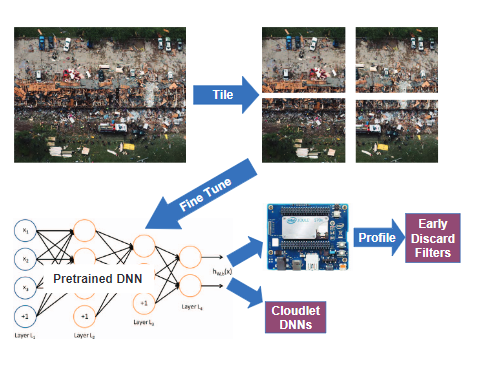 Tile
Fine Tune
x₁
x₂
x₃
+1
+1
+1
Pretrained DNN
Layer L₁
Layer L₂
Layer L₃
Layer L₄
Profile
Early
Discard
Filters
Cloudlet
DNNs